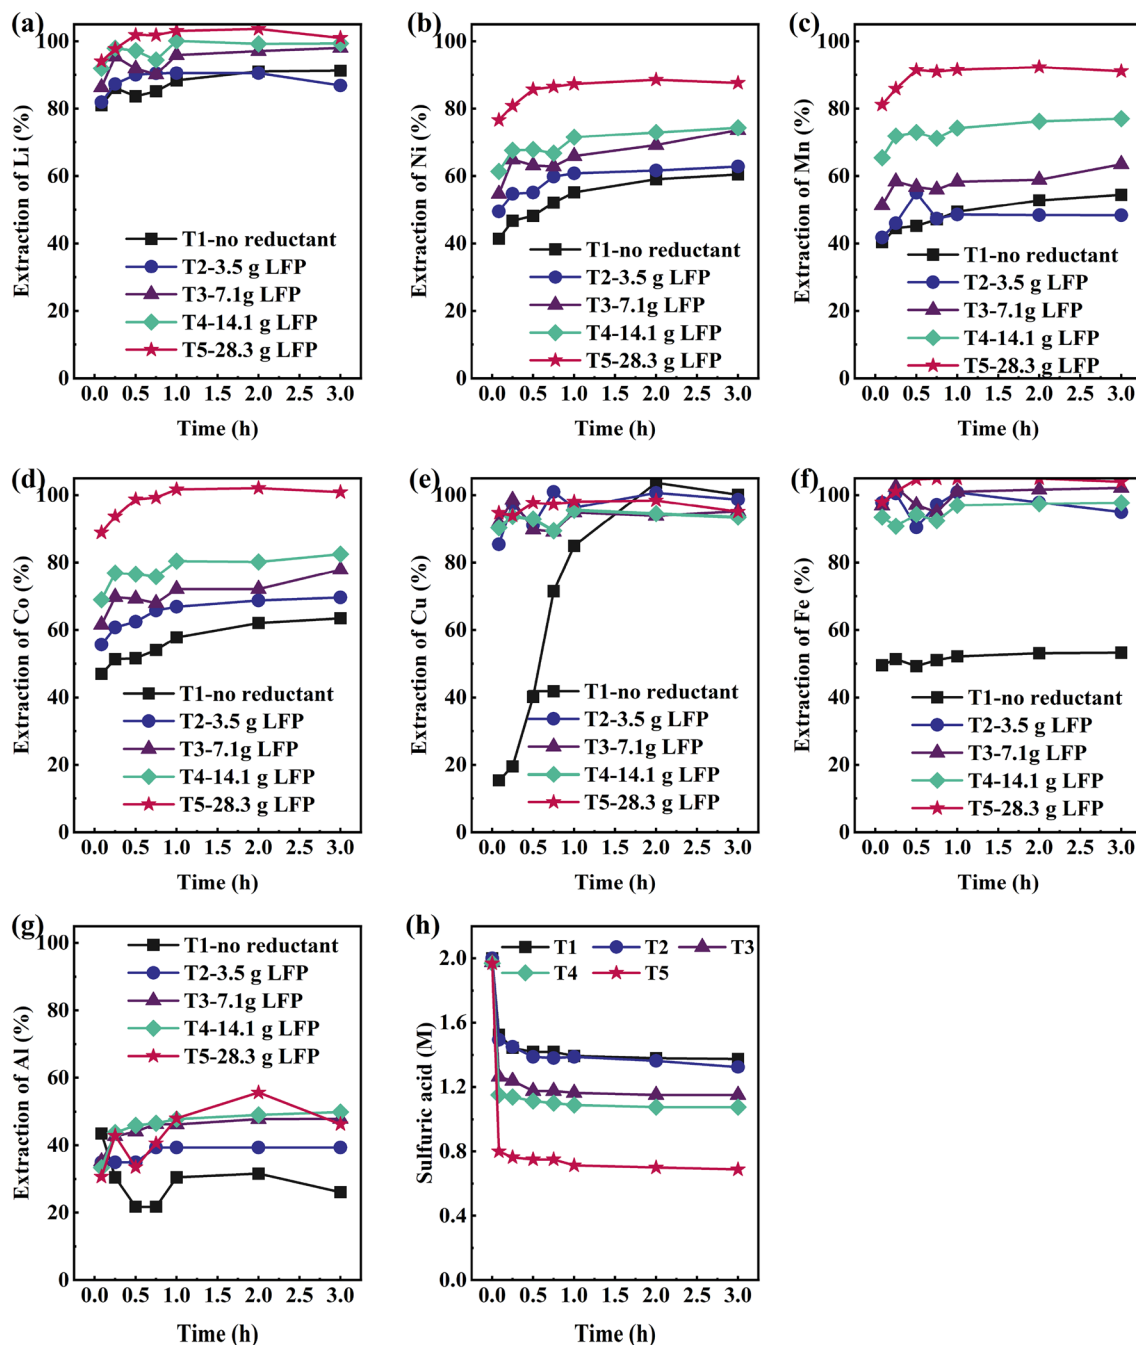 (a)
100
80
60
40
20
0
Extraction of Li (%)
T1-no reductant
T2-3.5 g LFP
T3-7.1g LFP
T4-14.1 g LFP
T5-28.3 g LFP
0.0 0.5 1.0 1.5 2.0 2.5 3.0
Time (h)
(b)
100
80
60
40
20
0
Extraction of Ni (%)
T1-no reductant
T2-3.5 g LFP
T3-7.1g LFP
T4-14.1 g LFP
T5-28.3 g LFP
0.0 0.5 1.0 1.5 2.0 2.5 3.0
Time (h)
(c)
100
80
60
40
20
0
Extraction of Mn (%)
T1-no reductant
T2-3.5 g LFP
T3-7.1g LFP
T4-14.1 g LFP
T5-28.3 g LFP
0.0 0.5 1.0 1.5 2.0 2.5 3.0
Time (h)
(d)
100
80
60
40
20
0
Extraction of Co (%)
T1-no reductant
T2-3.5 g LFP
T3-7.1g LFP
T4-14.1 g LFP
T5-28.3 g LFP
0.0 0.5 1.0 1.5 2.0 2.5 3.0
Time (h)
(e)
100
80
60
40
20
0
Extraction of Cu (%)
T1-no reductant
T2-3.5 g LFP
T3-7.1g LFP
T4-14.1 g LFP
T5-28.3 g LFP
0.0 0.5 1.0 1.5 2.0 2.5 3.0
Time (h)
(f)
100
80
60
40
20
0
Extraction of Fe (%)
T1-no reductant
T2-3.5 g LFP
T3-7.1g LFP
T4-14.1 g LFP
T5-28.3 g LFP
0.0 0.5 1.0 1.5 2.0 2.5 3.0
Time (h)
(g)
100
80
60
40
20
0
Extraction of Al (%)
T1-no reductant
T2-3.5 g LFP
T3-7.1g LFP
T4-14.1 g LFP
T5-28.3 g LFP
0.0 0.5 1.0 1.5 2.0 2.5 3.0
Time (h)
(h)
2.0
1.6
1.2
0.8
0.4
0.0
Sulfuric acid (M)
T1 T2 T3
T4 T5
0.0 0.5 1.0 1.5 2.0 2.5 3.0
Time (h)